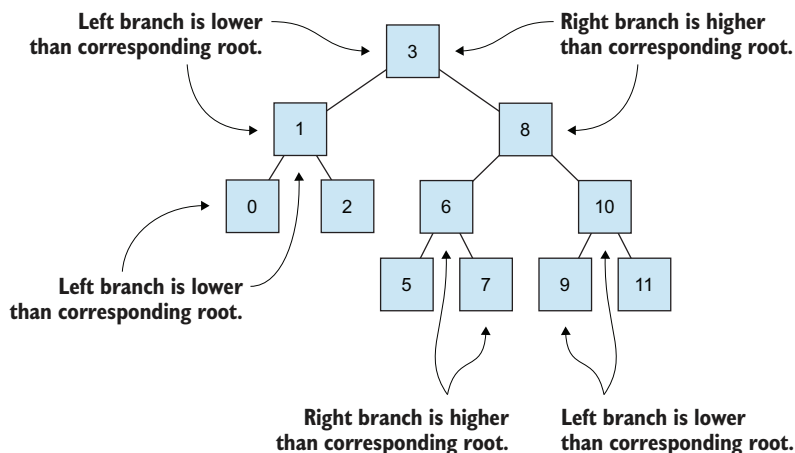 Left branch is lower
than corresponding root.
Right branch is higher
than corresponding root.
3
1
8
0
2
6
10
5
7
9
11
Left branch is lower
than corresponding root.
Right branch is higher
than corresponding root.
Left branch is lower
than corresponding root.